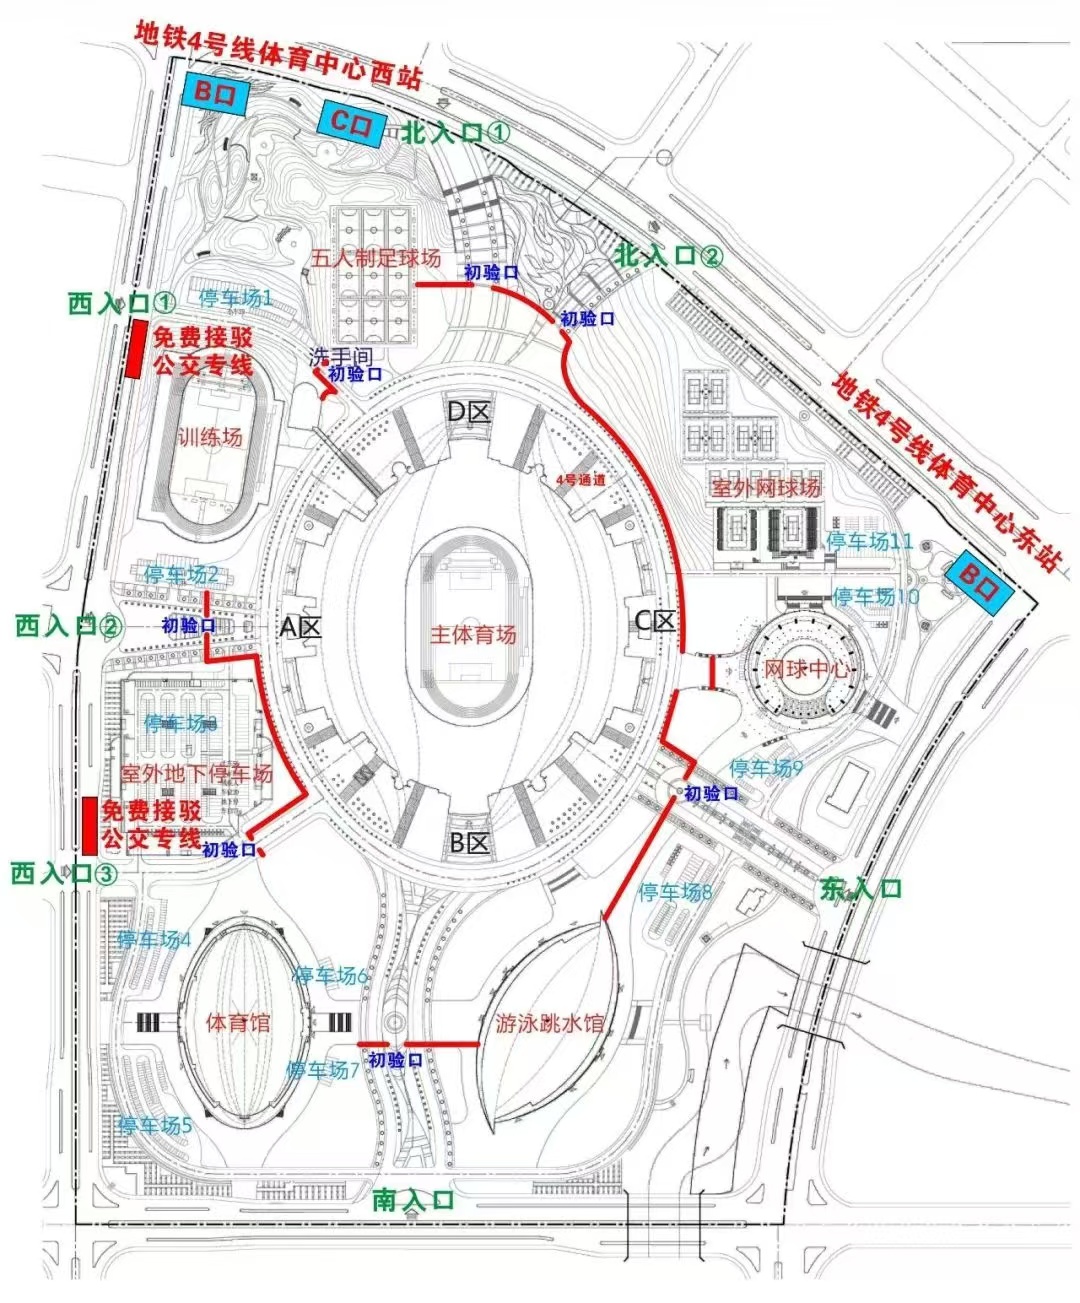 地铁4号线体育中心西站
B口
C口
北入口①
北入口②
五人制足球场
初验口
西入口①
停车场1
初验口
免费接驳
公交专线
洗手间
初验口
地铁4号线体育中心东站
D区
训练场
4号通道
室外网球场
停车场11
B口
停车场2
停车场10
西入口②
初验口
A区
主体育场
C区
网球中心
停车场3
室外地下停车场
停车场9
初验口
免费接驳
公交专线
初验口
B区
西入口③
停车场8
东入口
停车场4
停车场6
体育馆
游泳跳水馆
初验口
停车场7
停车场5
南入口